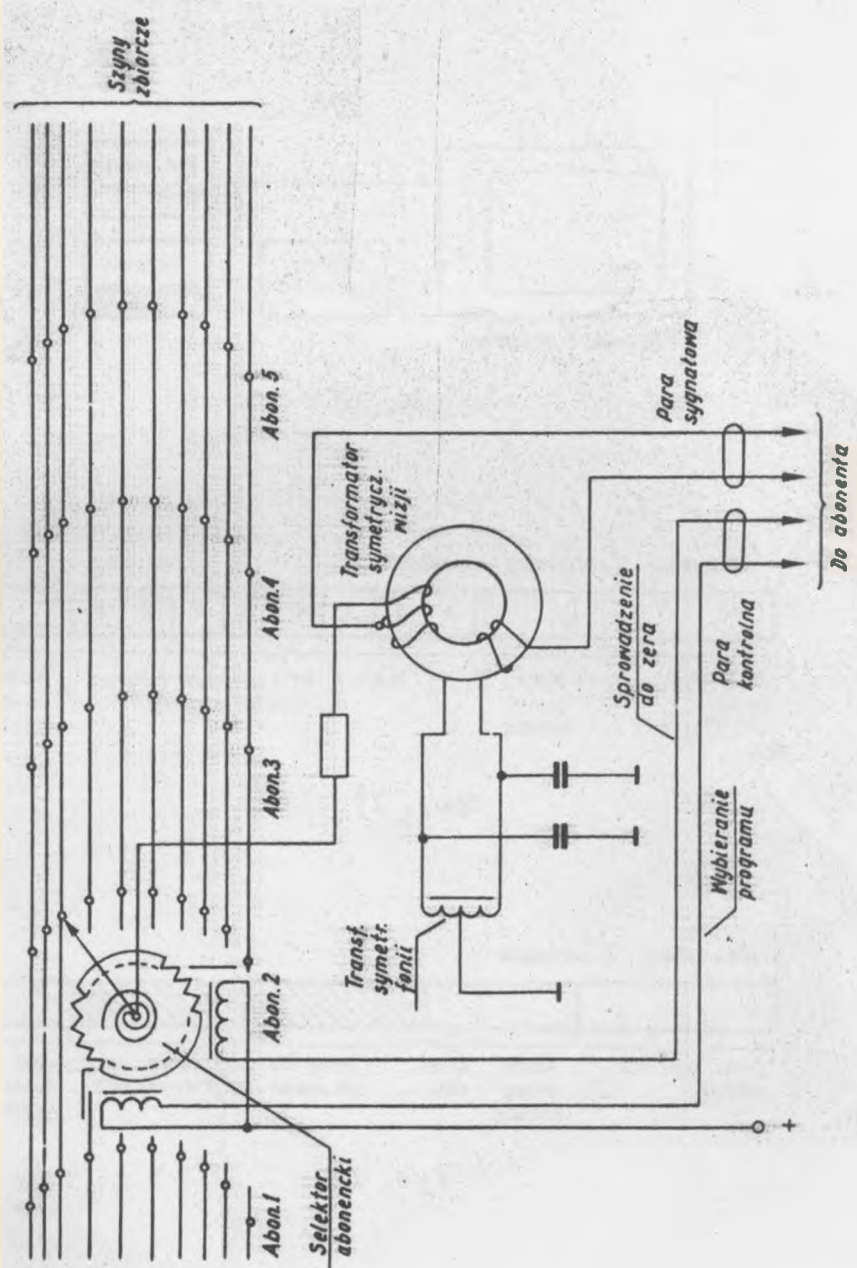 Szyny
zbiorcze
Abon.1
Abon.2
Abon.3
Abon.4
Abon.5
Selektor
abonencki
Transf.
symetr.
fonii
Transformator
symetrycz.
wizji
Sprowadzenie
do zera
Wybieranie
programu
Para
kontrolna
Para
sygnałowa
+
Do abonenta